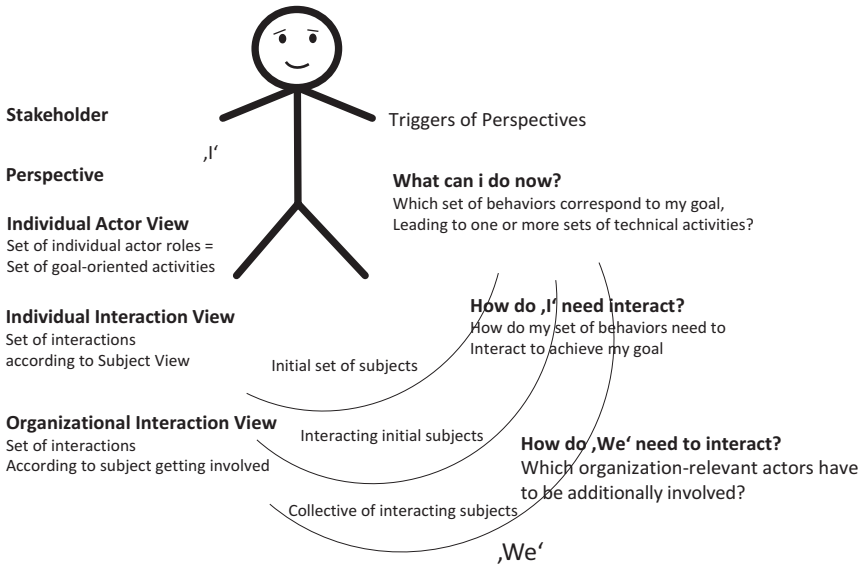 Stakeholder
Triggers of Perspectives
‚I‘
Perspective
What can i do now?
Which set of behaviors correspond to my goal,
Leading to one or more sets of technical activities?
Individual Actor View
Set of individual actor roles =
Set of goal-oriented activities
How do ‚I‘ need interact?
How do my set of behaviors need to
Interact to achieve my goal
Individual Interaction View
Set of interactions
according to Subject View
Initial set of subjects
Organizational Interaction View
Set of interactions
According to subject getting involved
Interacting initial subjects
How do ‚We‘ need to interact?
Which organization-relevant actors have
to be additionally involved?
Collective of interacting subjects
‚We‘